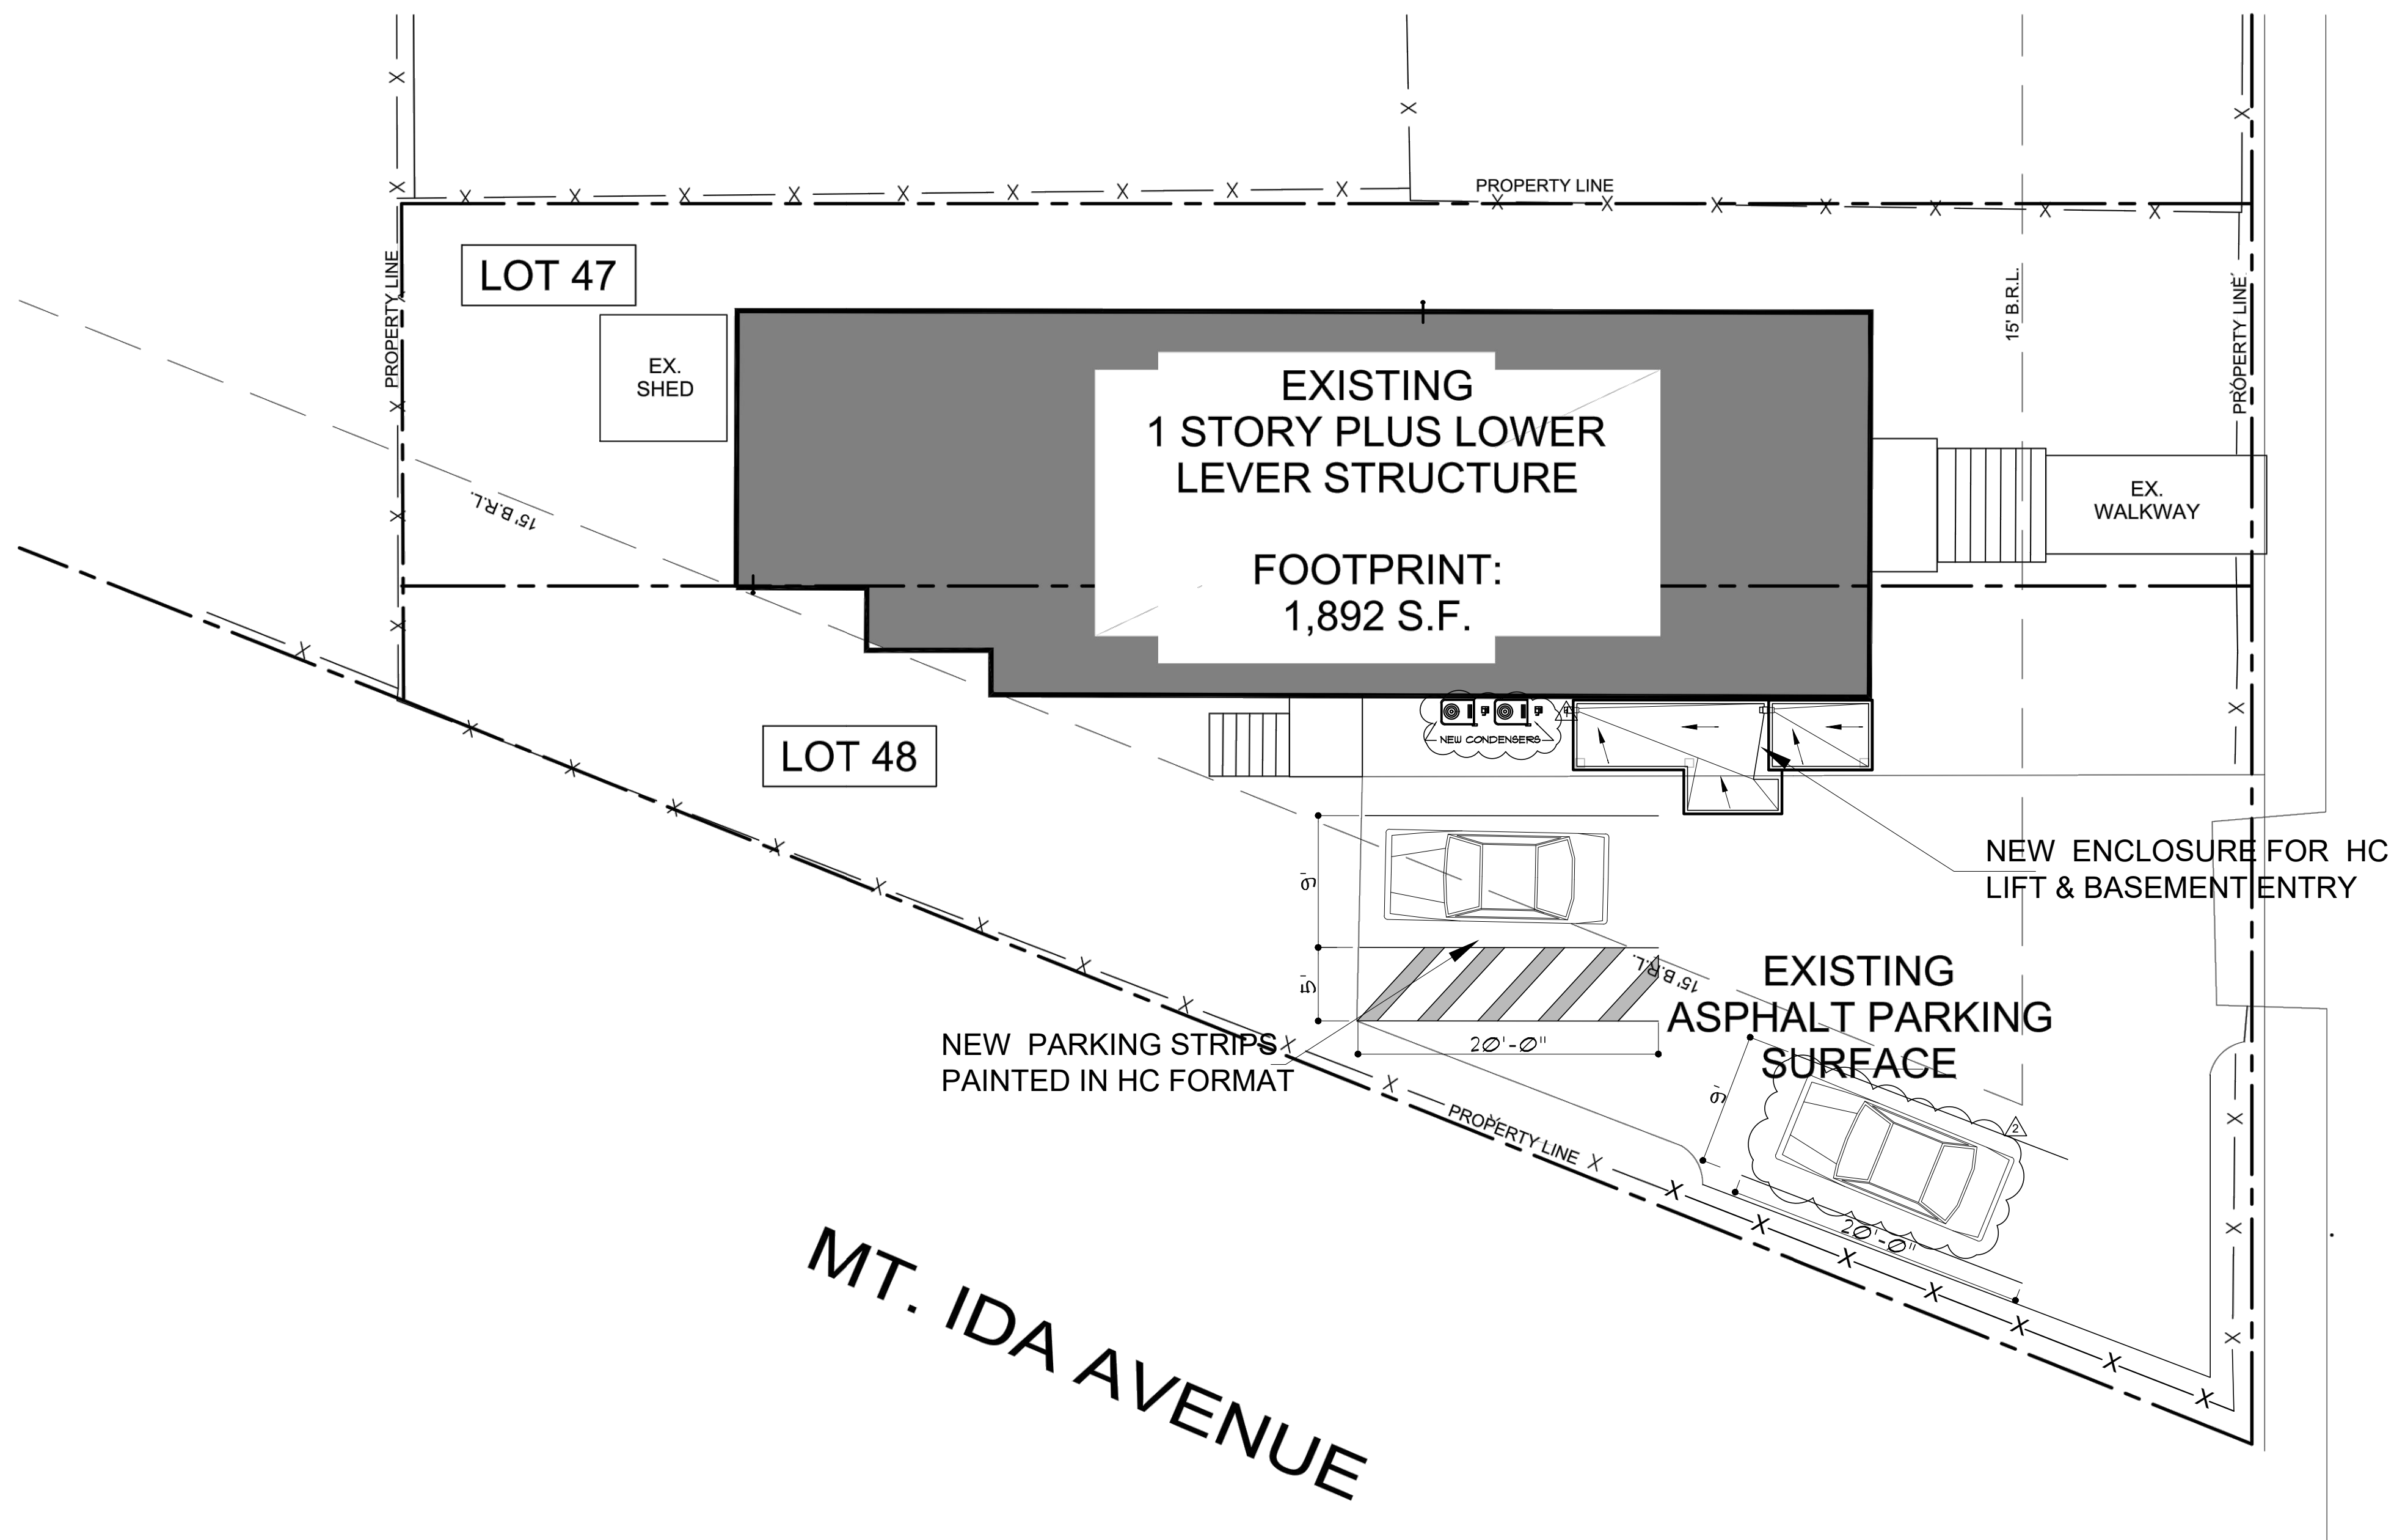 PROPERTY LINE
LOT 47
PROPERTY LINE
EX.
SHED
EXISTING
1 STORY PLUS LOWER
LEVER STRUCTURE
FOOTPRINT:
1,892 S.F.
15' B.R.L.
PROPERTY LINE
EX.
WALKWAY
15' B.R.L.
LOT 48
NEW CONDENSERS
NEW ENCLOSURE FOR HC
LIFT & BASEMENT ENTRY
9'
5'
15' B.R.L.
EXISTING
ASPHALT PARKING
SURFACE
NEW PARKING STRIPS
PAINTED IN HC FORMAT
20'-0"
9'
2
PROPERTY LINE
20'-0"
MT. IDA AVENUE